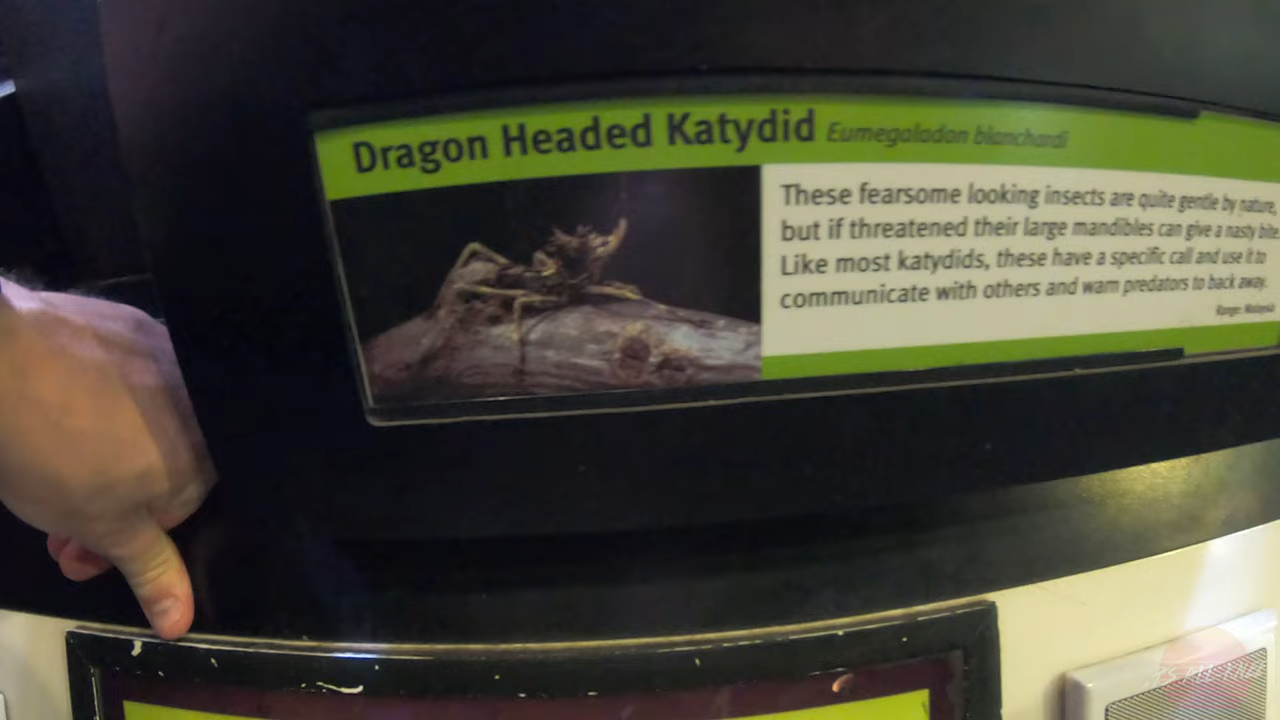 Dragon Headed Katydid Eumegalodon blanchardi
These fearsome looking insects are quite gentle by nature,
but if threatened their large mandibles can give a nasty bite.
Like most katydids, these have a specific call and use it to
communicate with others and warn predators to back away.
Range: Malaysia